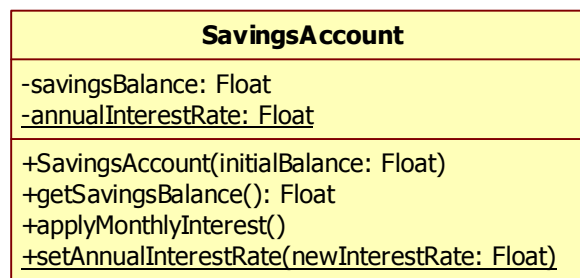 SavingsAccount
-savingsBalance: Float
-annualInterestRate: Float
+SavingsAccount(initialBalance: Float)
+getSavingsBalance(): Float
+applyMonthlyInterest()
+setAnnualInterestRate(newInterestRate: Float)